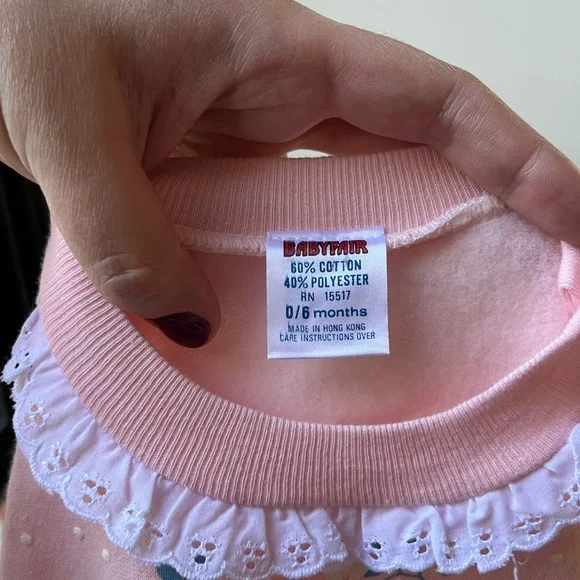 BABYFAIR
60% COTTON
40% POLYESTER
RN 15517
0/6 months
MADE IN HONG KONG
CARE INSTRUCTIONS OVER